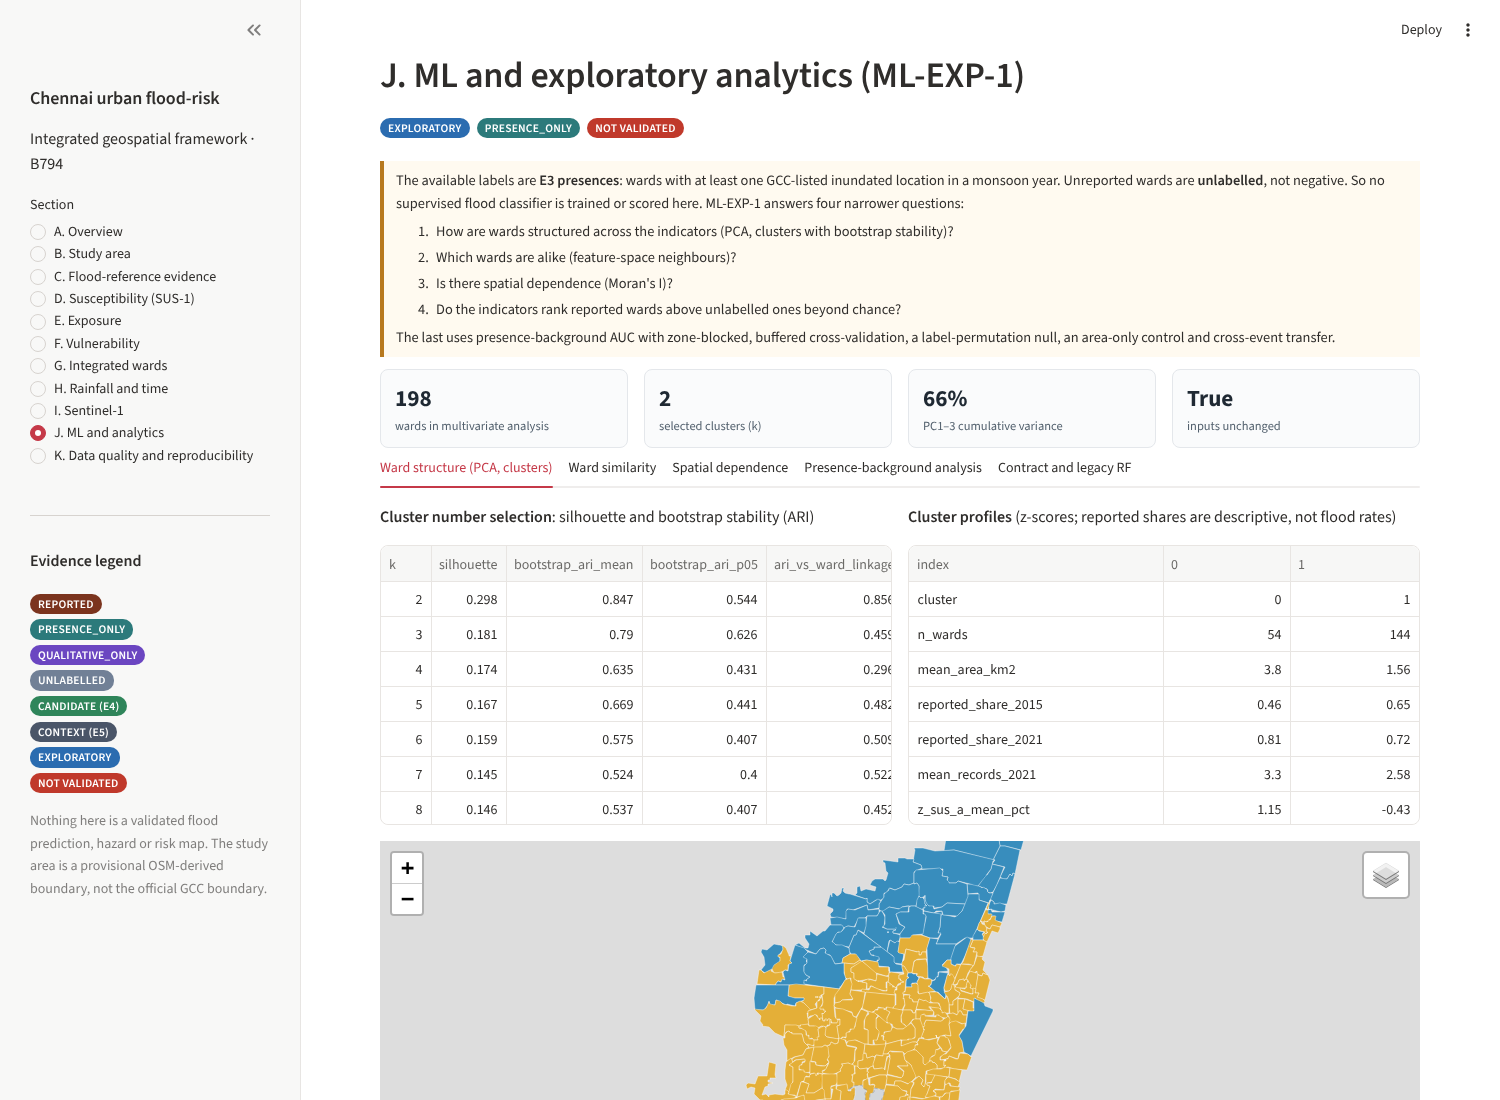 Deploy
Chennai urban flood-risk
Integrated geospatial framework ·
B794
Section
A. Overview
B. Study area
C. Flood-reference evidence
D. Susceptibility (SUS-1)
E. Exposure
F. Vulnerability
G. Integrated wards
H. Rainfall and time
I. Sentinel-1
J. ML and analytics
K. Data quality and reproducibility
Evidence legend
REPORTED
PRESENCE_ONLY
QUALITATIVE_ONLY
UNLABELLED
CANDIDATE (E4)
CONTEXT (E5)
EXPLORATORY
NOT VALIDATED
Nothing here is a validated flood
prediction, hazard or risk map. The study
area is a provisional OSM-derived
boundary, not the official GCC boundary.
J. ML and exploratory analytics (ML-EXP-1)
EXPLORATORY PRESENCE_ONLY NOT VALIDATED
The available labels are E3 presences: wards with at least one GCC-listed inundated location in a monsoon year. Unreported wards are unlabelled, not negative. So no
supervised flood classifier is trained or scored here. ML-EXP-1 answers four narrower questions:
1. How are wards structured across the indicators (PCA, clusters with bootstrap stability)?
2. Which wards are alike (feature-space neighbours)?
3. Is there spatial dependence (Moran's I)?
4. Do the indicators rank reported wards above unlabelled ones beyond chance?
The last uses presence-background AUC with zone-blocked, buffered cross-validation, a label-permutation null, an area-only control and cross-event transfer.
198
wards in multivariate analysis
2
selected clusters (k)
66%
PC1–3 cumulative variance
True
inputs unchanged
Ward structure (PCA, clusters) Ward similarity Spatial dependence Presence-background analysis Contract and legacy RF
Cluster number selection: silhouette and bootstrap stability (ARI)
k silhouette bootstrap_ari_mean bootstrap_ari_p05 ari_vs_ward_linkage
2 0.298 0.847 0.544 0.856
3 0.181 0.79 0.626 0.459
4 0.174 0.635 0.431 0.296
5 0.167 0.669 0.441 0.482
6 0.159 0.575 0.407 0.509
7 0.145 0.524 0.4 0.522
8 0.146 0.537 0.407 0.452
Cluster profiles (z-scores; reported shares are descriptive, not flood rates)
index 0 1
cluster 0 1
n_wards 54 144
mean_area_km2 3.8 1.56
reported_share_2015 0.46 0.65
reported_share_2021 0.81 0.72
mean_records_2021 3.3 2.58
z_sus_a_mean_pct 1.15 -0.43
+
−